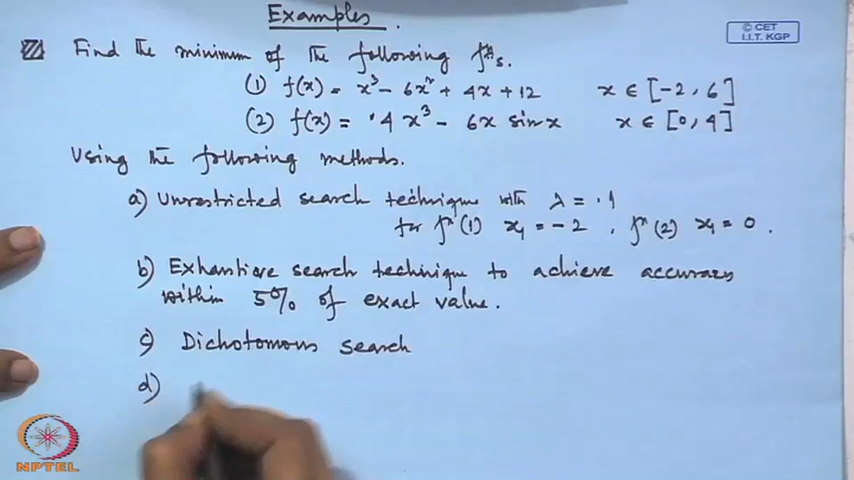 Examples.
© CET
I.I.T. KGP
Find the minimum of the following fⁿs.
(1) f(x) = x³ - 6x² + 4x + 12 x ∈ [-2, 6]
(2) f(x) = .4 x³ - 6x sin x x ∈ [0, 4]
Using the following methods.
a) Unrestricted search technique with λ = .1
for fⁿ(1) x₁ = -2 , fⁿ(2) x₁ = 0 .
b) Exhaustive search technique to achieve accuracy
within 5% of exact value.
c) Dichotomous search
d)
NPTEL